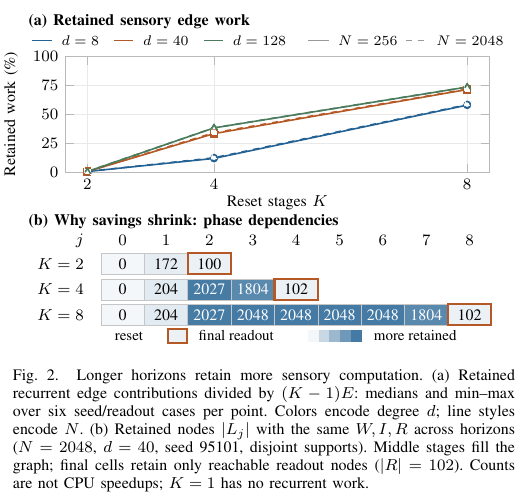 (a) Retained sensory edge work
d = 8 d = 40 d = 128 N = 256 N = 2048
Retained work (%)
100
75
50
25
0
2 4 8
Reset stages K
(b) Why savings shrink: phase dependencies
j 0 1 2 3 4 5 6 7 8
K = 2 0 172 100
K = 4 0 204 2027 1804 102
K = 8 0 204 2027 2048 2048 2048 2048 1804 102
reset final readout more retained
Fig. 2. Longer horizons retain more sensory computation. (a) Retained
recurrent edge contributions divided by (K − 1)E: medians and min–max
over six seed/readout cases per point. Colors encode degree d; line styles
encode N. (b) Retained nodes |Lⱼ| with the same W, I, R across horizons
(N = 2048, d = 40, seed 95101, disjoint supports). Middle stages fill the
graph; final cells retain only reachable readout nodes (|R| = 102). Counts
are not CPU speedups; K = 1 has no recurrent work.